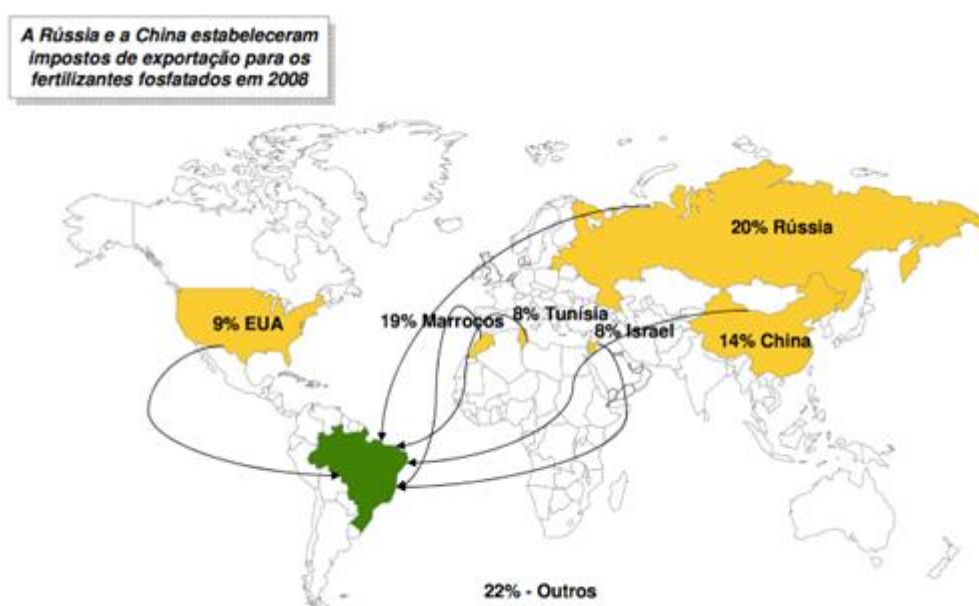 A Rússia e a China estabeleceram
impostos de exportação para os
fertilizantes fosfatados em 2008
20% Rússia
9% EUA
19% Marrocos
8% Tunísia
8% Israel
14% China
22% - Outros